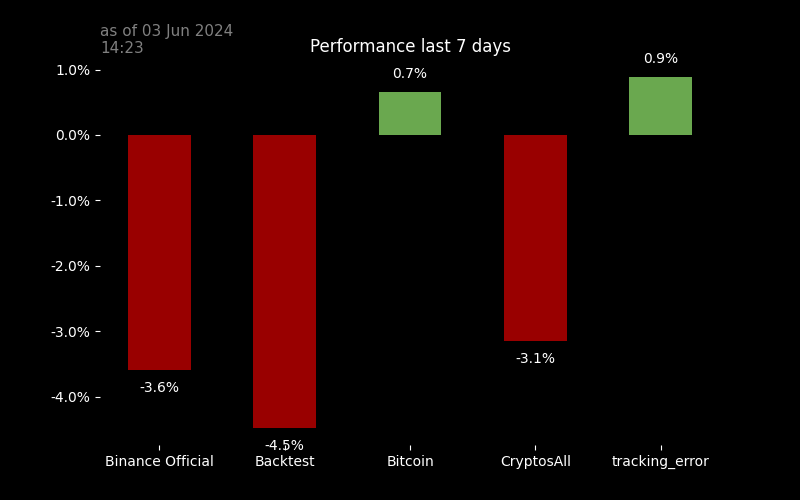 as of 03 Jun 2024
14:23
Performance last 7 days
1.0%
0.0%
-1.0%
-2.0%
-3.0%
-4.0%
-3.6%
-4.5%
0.7%
-3.1%
0.9%
Binance Official
Backtest
Bitcoin
CryptosAll
tracking_error